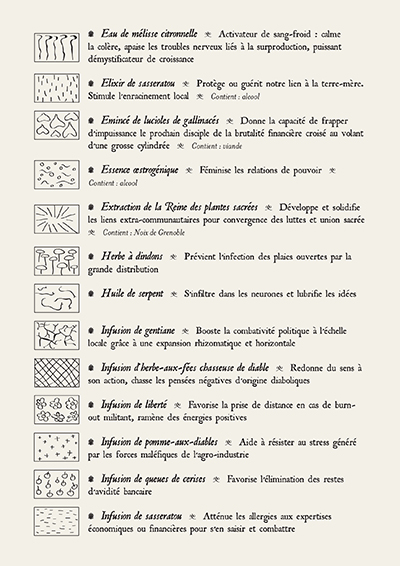 Eau de mélisse citronnelle Activateur de sang-froid : calme
la colère, apaise les troubles nerveux liés à la surproduction, puissant
démystificateur de croissance
Elixir de sasseratou Protège ou guérit notre lien à la terre-mère.
Stimule l'enracinement local Contient : alcool
Emincé de lucioles de gallinacés Donne la capacité de frapper
d'impuissance le prochain disciple de la brutalité financière croisé au volant
d'une grosse cylindrée Contient : viande
Essence œstrogénique Féminise les relations de pouvoir
Contient : alcool
Extraction de la Reine des plantes sacrées Développe et solidifie
les liens extra-communautaires pour convergence des luttes et union sacrée
Contient : Noix de Grenoble
Herbe à dindons Prévient l'infection des plaies ouvertes par la
grande distribution
Huile de serpent S'infiltre dans les neurones et lubrifie les idées
Infusion de gentiane Booste la combativité politique à l'échelle
locale grâce à une expansion rhizomatique et horizontale
Infusion d'herbe-aux-fées chasseuse de diable Redonne du sens à
son action, chasse les pensées négatives d'origine diaboliques
Infusion de liberté Favorise la prise de distance en cas de burn-
out militant, ramène des énergies positives
Infusion de pomme-aux-diables Aide à résister au stress généré
par les forces maléfiques de l'agro-industrie
Infusion de queues de cerises Favorise l'élimination des restes
d'avidité bancaire
Infusion de sasseratou Atténue les allergies aux expertises
économiques ou financières pour s'en saisir et combattre